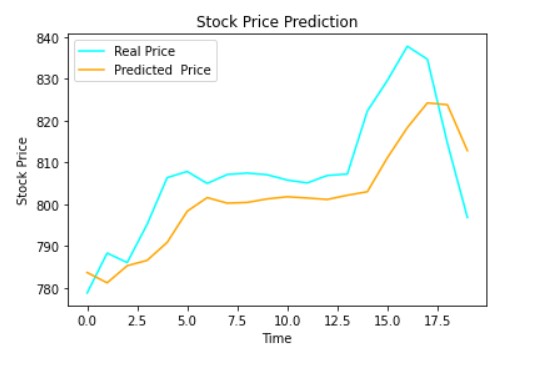 Stock Price Prediction
Real Price
Predicted  Price
840
830
820
810
800
790
780
Stock Price
0.0 2.5 5.0 7.5 10.0 12.5 15.0 17.5
Time